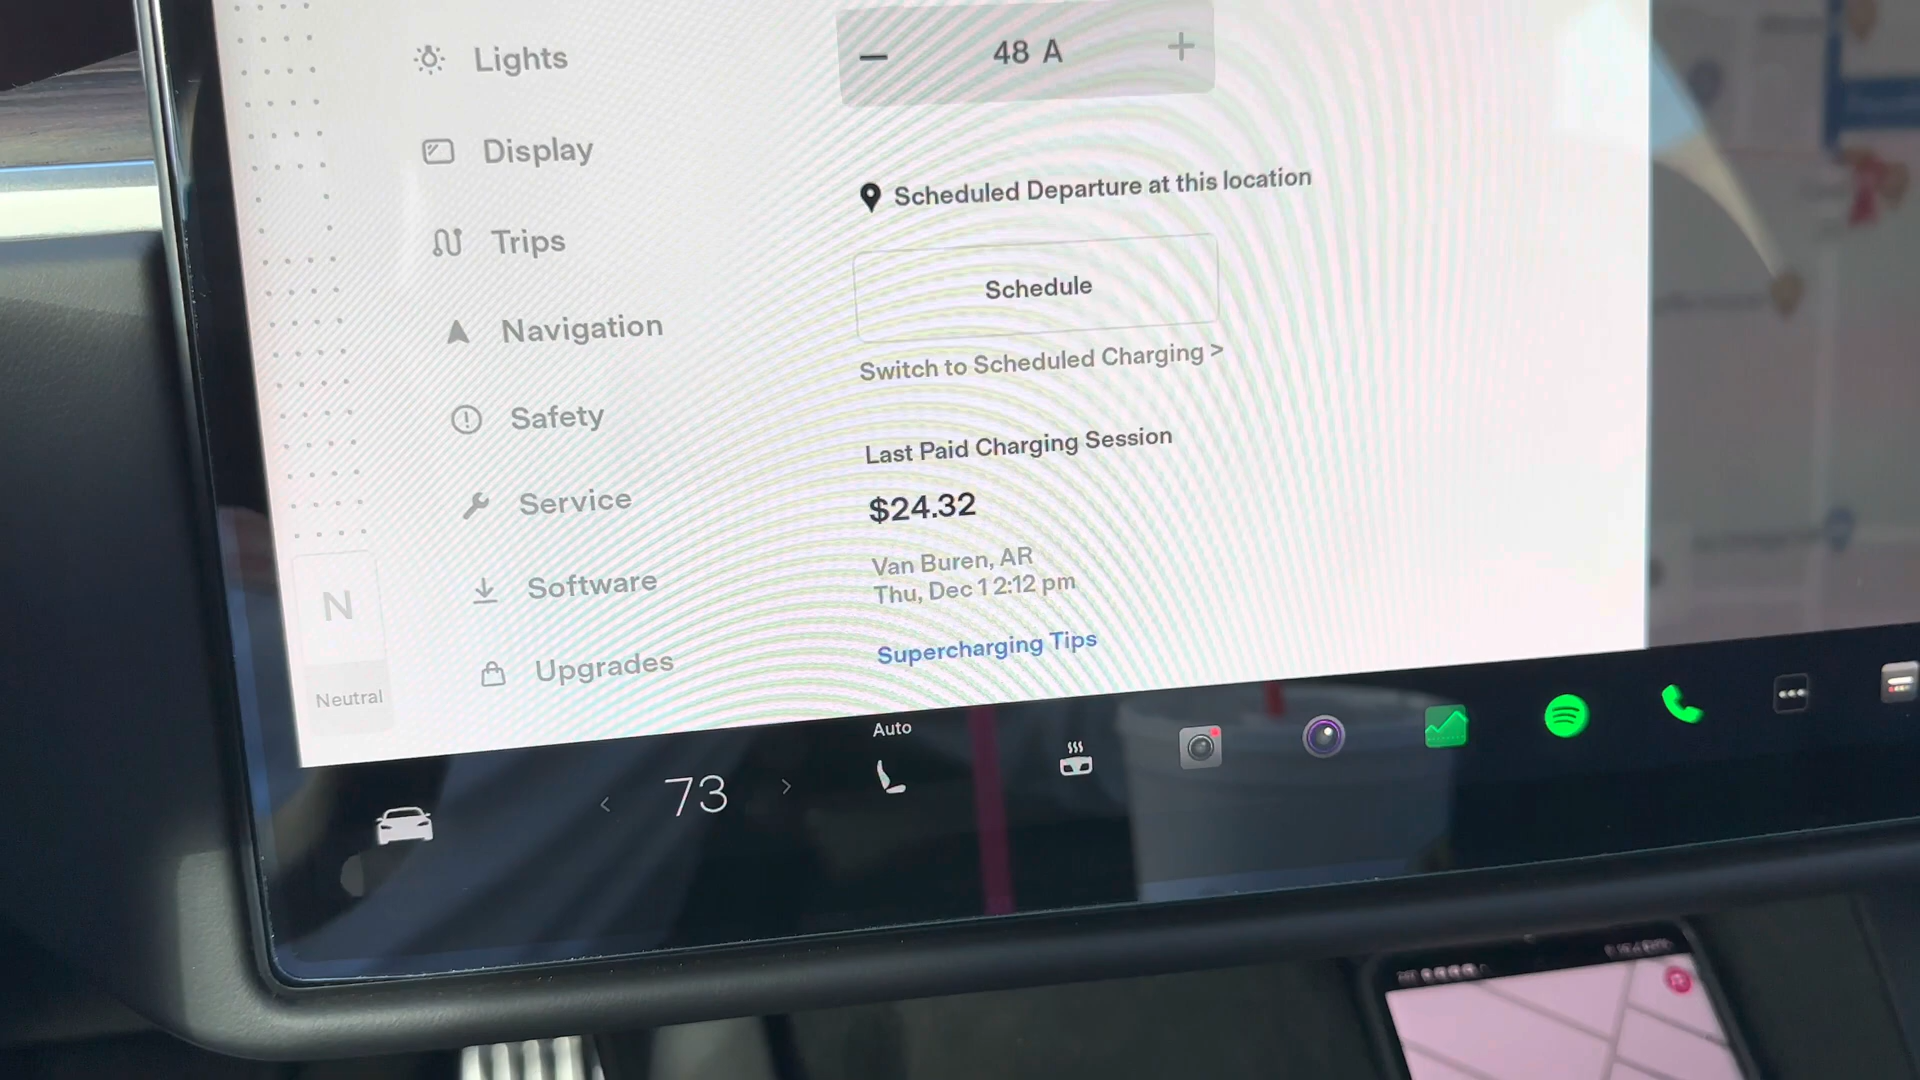 Lights
Display
Trips
Navigation
Safety
Service
Software
Upgrades
N
Neutral
48 A
Scheduled Departure at this location
Schedule
Switch to Scheduled Charging >
Last Paid Charging Session
$24.32
Van Buren, AR
Thu, Dec 1 2:12 pm
Supercharging Tips
73
Auto